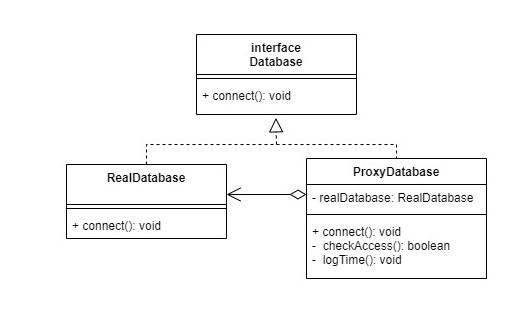 interface
Database
+ connect(): void
RealDatabase
+ connect(): void
ProxyDatabase
- realDatabase: RealDatabase
+ connect(): void
- checkAccess(): boolean
- logTime(): void